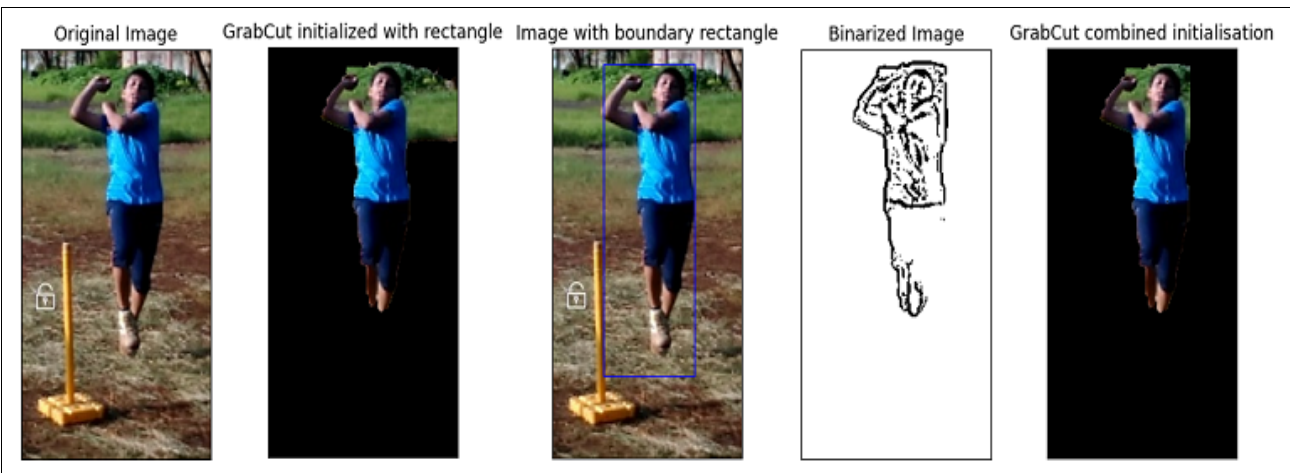 Original Image
GrabCut initialized with rectangle
Image with boundary rectangle
Binarized Image
GrabCut combined initialisation